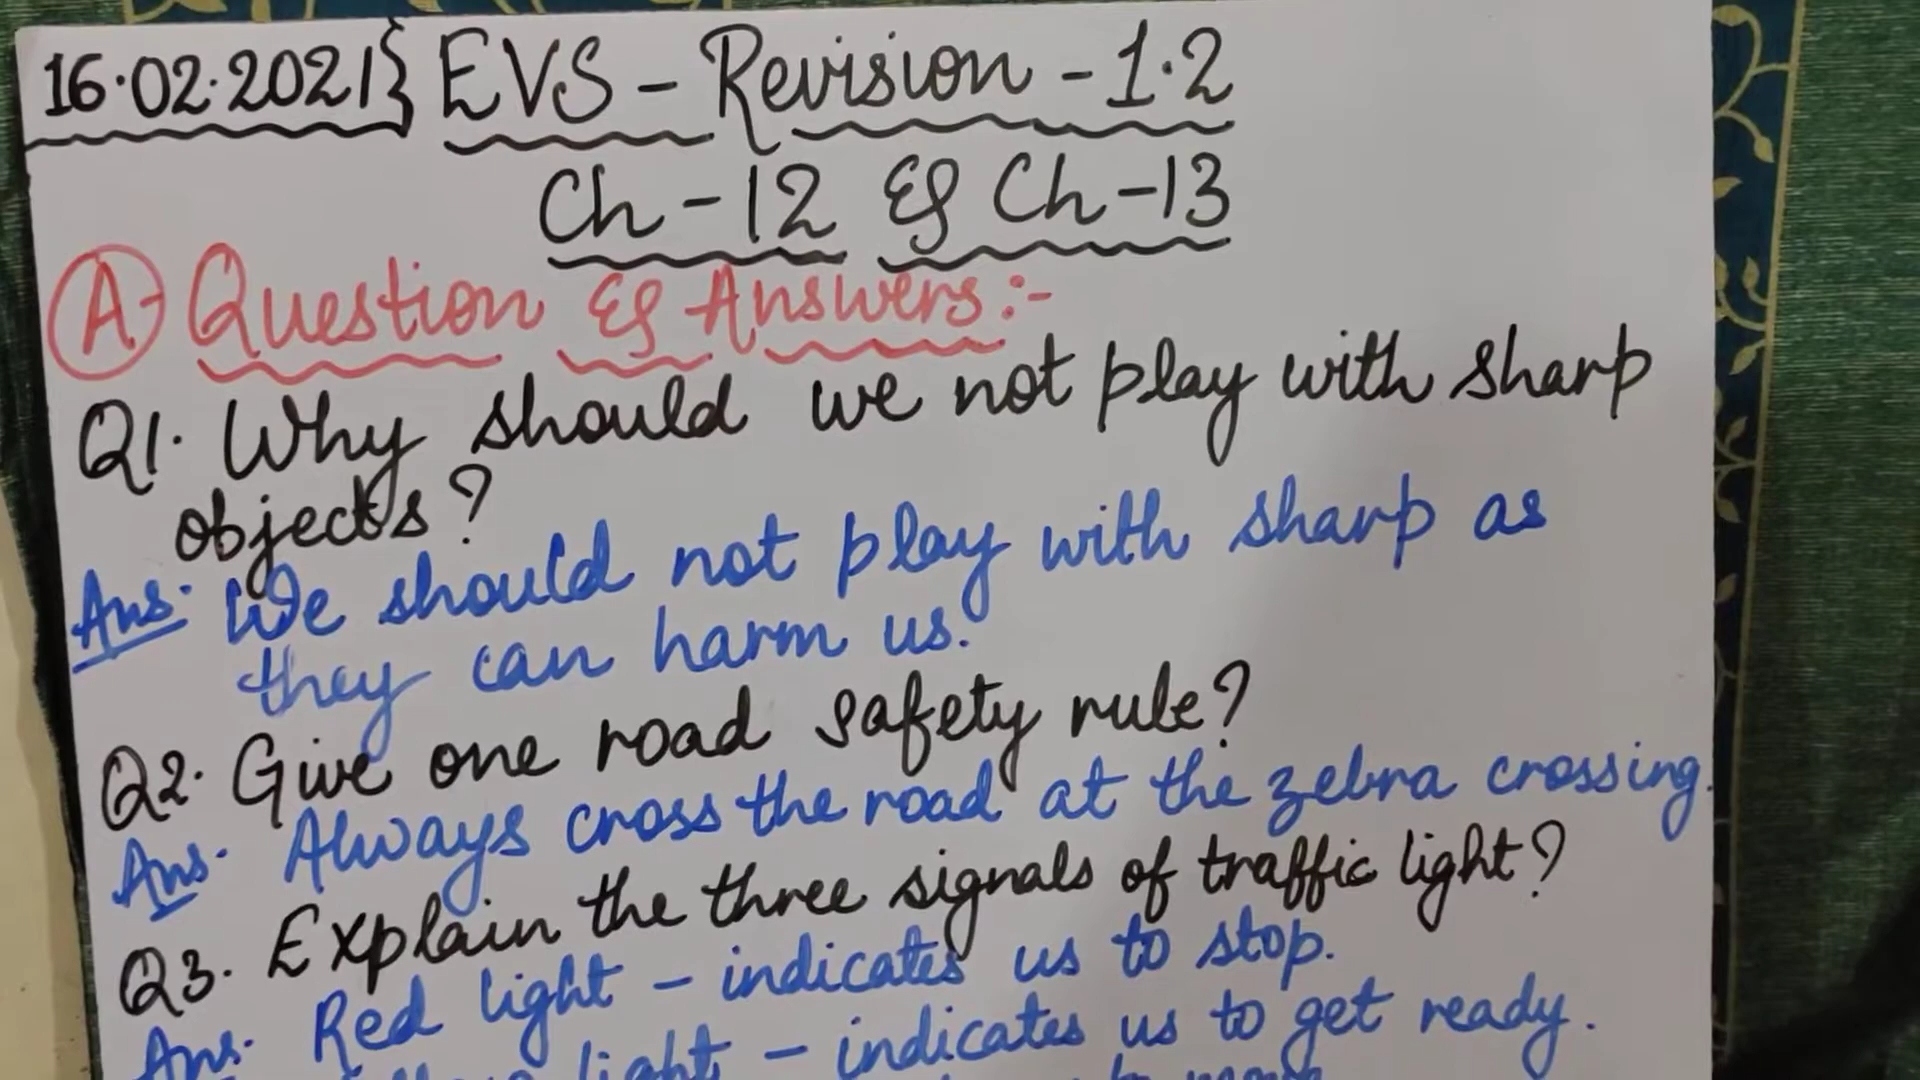 16.02.2021} EVS - Revision - 1.2
Ch - 12 & Ch - 13
A- Question & Answers:-
Q1. Why should we not play with sharp
objects?
Ans. We should not play with sharp as
they can harm us.
Q2. Give one road safety rule?
Ans. Always cross the road at the zebra crossing.
Q3. Explain the three signals of traffic light?
Ans. Red light - indicates us to stop.
light - indicates us to get ready.